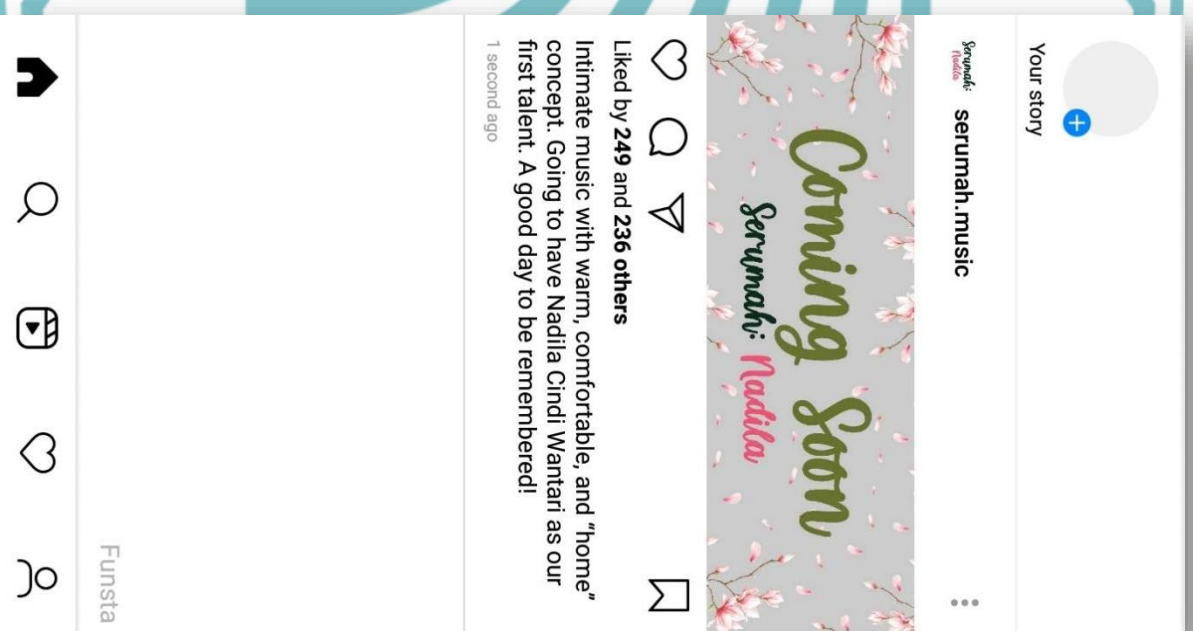 Your story
Serumah:
Nadila
serumah.music
Coming Soon
Serumah: Nadila
Liked by 249 and 236 others
Intimate music with warm, comfortable, and "home"
concept. Going to have Nadila Cindi Wantari as our
first talent. A good day to be remembered!
1 second ago
Funsta